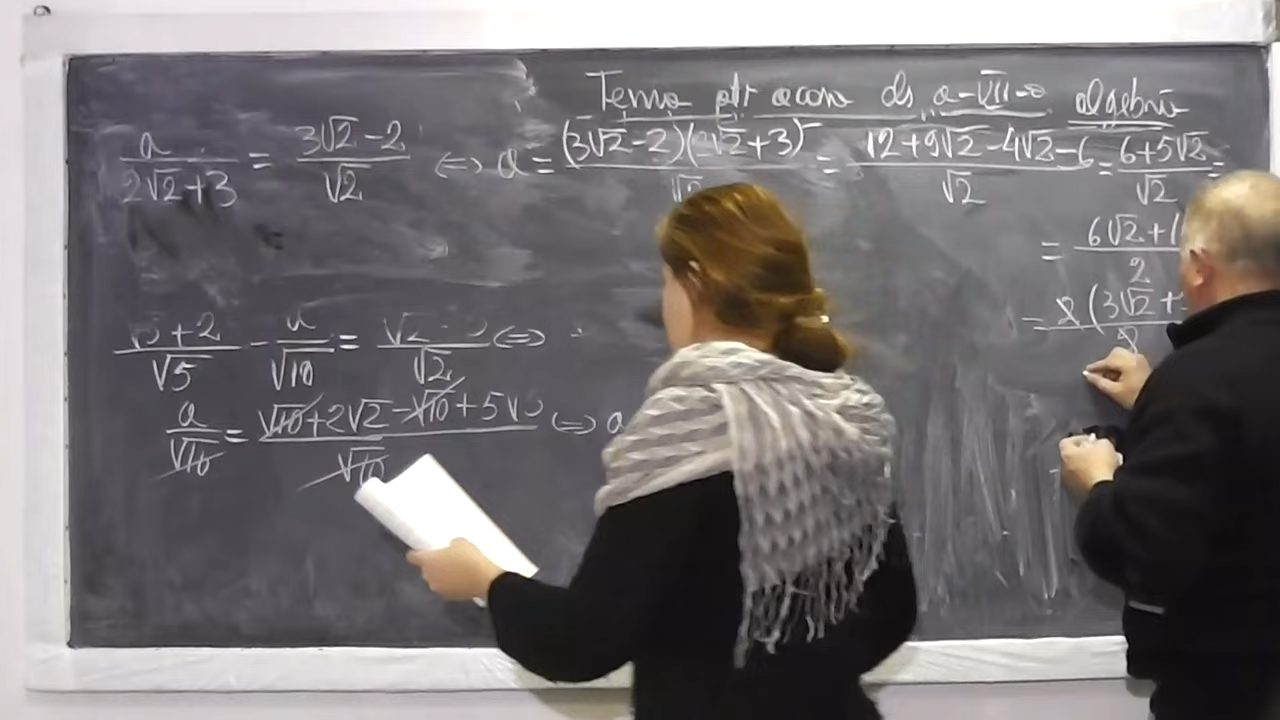 Tema ptr acasă ds a-VII-a algebră
a / 2√2+3 = 3√2-2 / √2 ⇔ a = (3√2-2)(2√2+3) / √2 = 12+9√2-4√2-6 / √2 = 6+5√2 / √2 =
= 6√2+1 / 2
= 2(3√2+ / 2
+2 / √5 - a / √10 = √2 / √2 ⇔
a / √10 = √10+2√2-√10+5√ / √10 ⇔ a